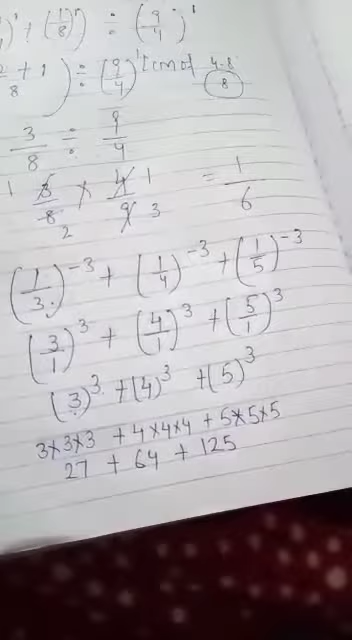 )¹ + (1/8)¹ ÷ (9/4)¹
2 + 1 / 8 ) ÷ (9/4)¹ Lcm of 4-8 8
3/8 ÷ 9/4
1 3/8 2 × 4/9 1 3 = 1/6
(1/3)⁻³ + (1/4)⁻³ + (1/5)⁻³
(3/1)³ + (4/1)³ + (5/1)³
(3)³ + (4)³ + (5)³
3×3×3 + 4×4×4 + 5×5×5
27 + 64 + 125